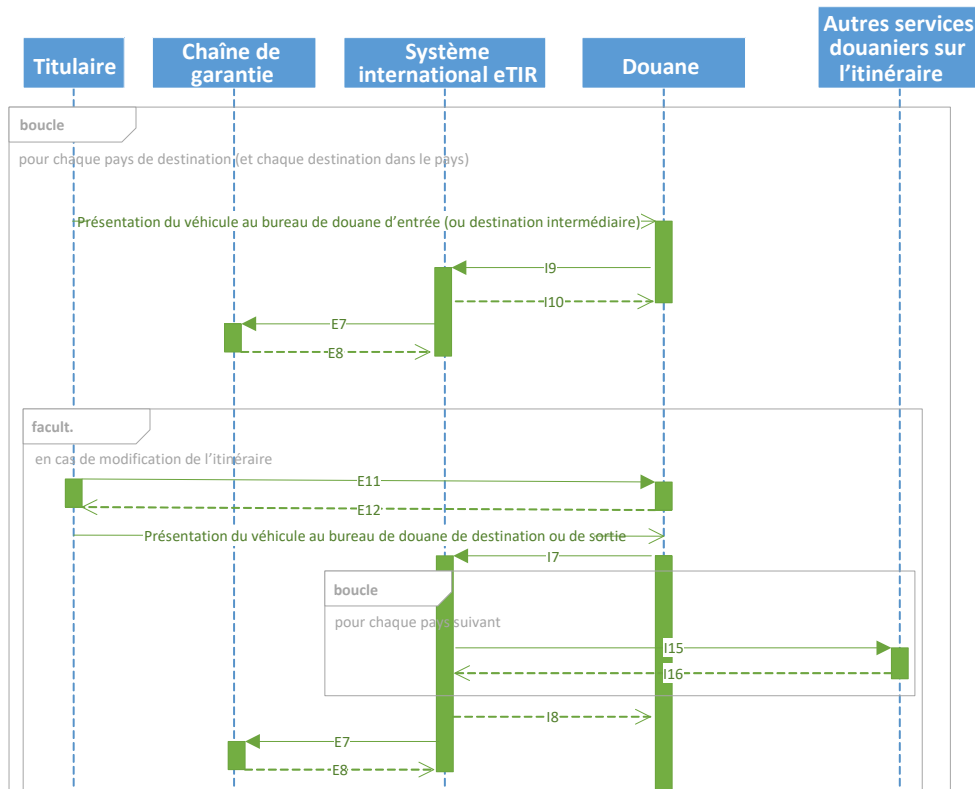 Titulaire
Chaîne de
garantie
Système
international eTIR
Douane
Autres services
douaniers sur
l’itinéraire
boucle
pour chaque pays de destination (et chaque destination dans le pays)
Présentation du véhicule au bureau de douane d’entrée (ou destination intermédiaire)
I9
I10
E7
E8
facult.
en cas de modification de l’itinéraire
E11
E12
Présentation du véhicule au bureau de douane de destination ou de sortie
I7
boucle
pour chaque pays suivant
I15
I16
I8
E7
E8